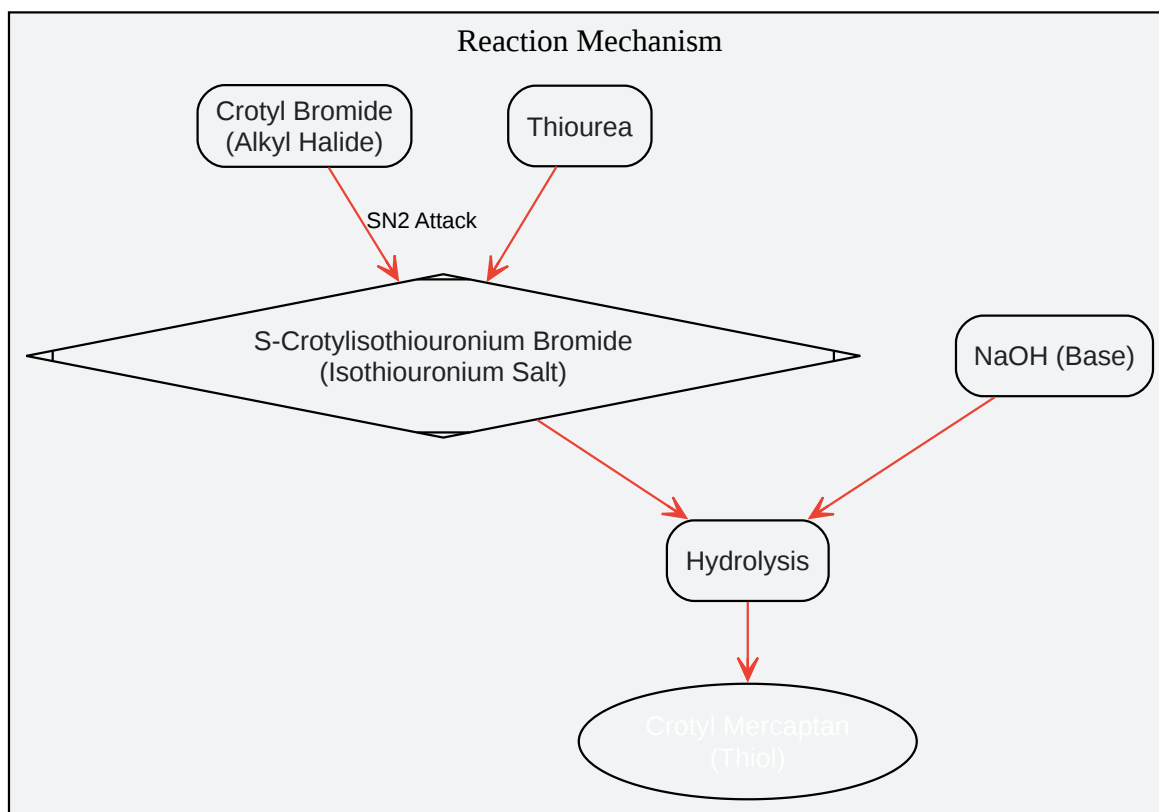 Reaction Mechanism
Crotyl Bromide
(Alkyl Halide)
Thiourea
SN2 Attack
S-Crotylisothiouronium Bromide
(Isothiouronium Salt)
NaOH (Base)
Hydrolysis
Crotyl Mercaptan
(Thiol)